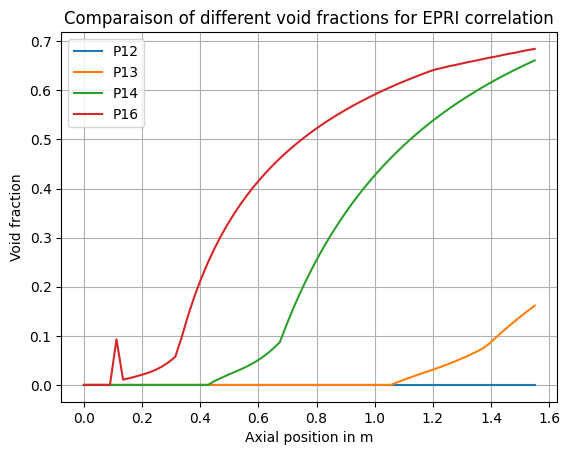 Comparaison of different void fractions for EPRI correlation
P12
P13
P14
P16
0.7
0.6
0.5
0.4
0.3
0.2
0.1
0.0
Void fraction
0.0 0.2 0.4 0.6 0.8 1.0 1.2 1.4 1.6
Axial position in m